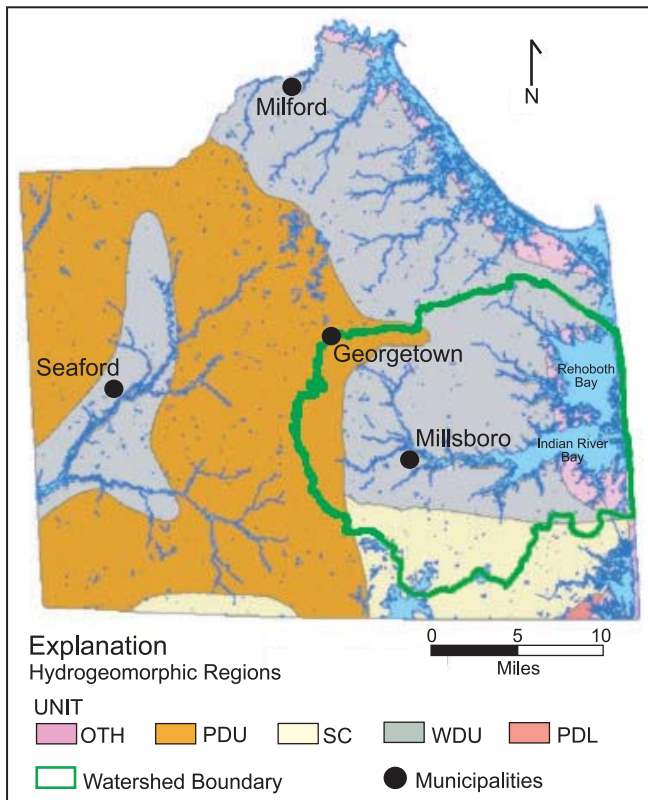 Milford
N
Georgetown
Seaford
Rehoboth
Bay
Millsboro
Indian River
Bay
Explanation
Hydrogeomorphic Regions
0 5 10
Miles
UNIT
OTH PDU SC WDU PDL
Watershed Boundary Municipalities